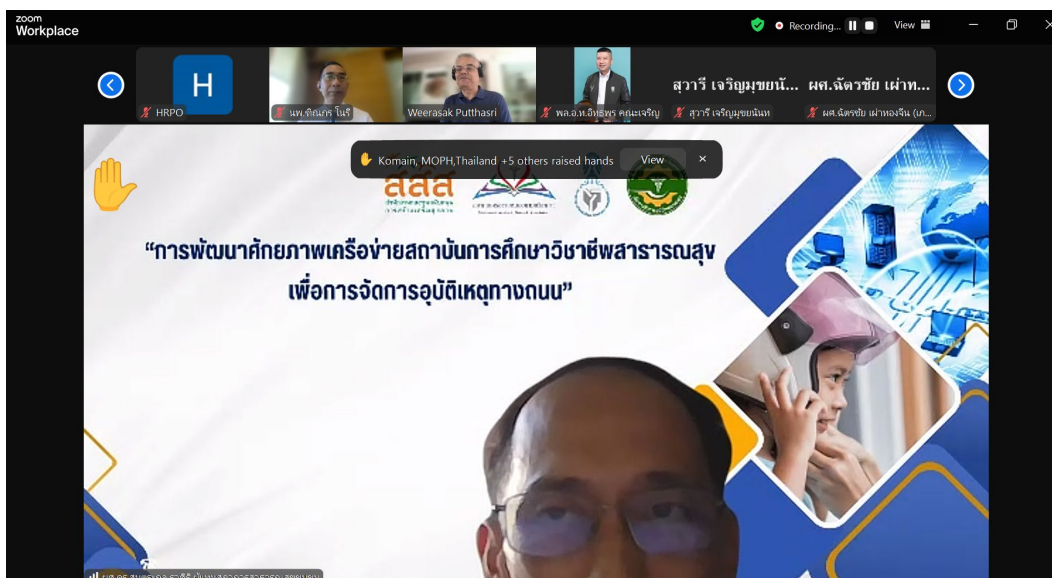 zoom
Workplace
Recording...
View
H
HRPO
นพ.ทิณกร โนรี
Weerasak Putthasri
พล.อ.ท.อิทธพร คณะเจริญ
สุวารี เจริญมุขยนั...
สุวารี เจริญมุขยนันท
ผศ.ฉัตรชัย เผ่าท...
ผศ.ฉัตรชัย เผ่าทองจีน (เภ...
Komain, MOPH,Thailand +5 others raised hands
View
สสส
“การพัฒนาศักยภาพเครือข่ายสถาบันการศึกษาวิชาชีพสาธารณสุข
เพื่อการจัดการอุบัติเหตุทางถนน”